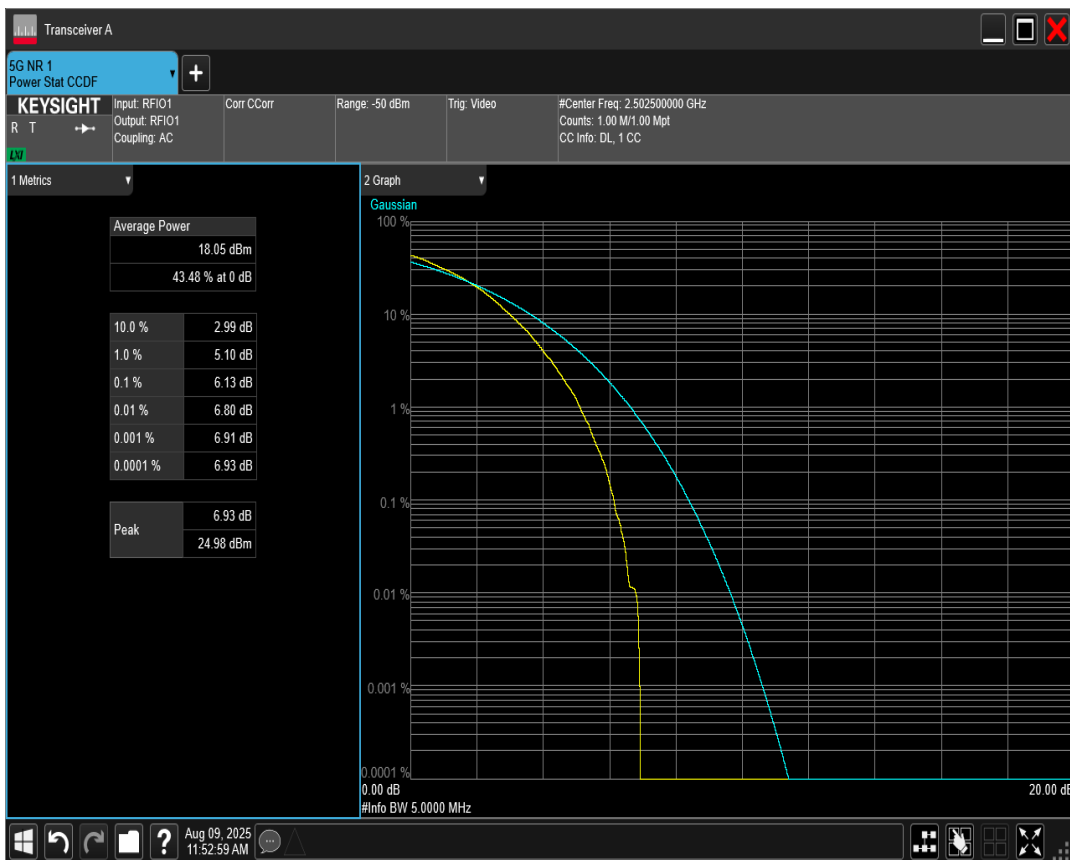 Transceiver A
5G NR 1
Power Stat CCDF
+
KEYSIGHT
R T
LXI
Input: RFIO1
Output: RFIO1
Coupling: AC
Corr CCorr
Range: -50 dBm
Trig: Video
#Center Freq: 2.502500000 GHz
Counts: 1.00 M/1.00 Mpt
CC Info: DL, 1 CC
1 Metrics
Average Power
18.05 dBm
43.48 % at 0 dB
10.0 % 2.99 dB
1.0 % 5.10 dB
0.1 % 6.13 dB
0.01 % 6.80 dB
0.001 % 6.91 dB
0.0001 % 6.93 dB
Peak
6.93 dB
24.98 dBm
2 Graph
Gaussian
100 %
10 %
1 %
0.1 %
0.01 %
0.001 %
0.0001 %
0.00 dB
20.00 dB
#Info BW 5.0000 MHz
?
Aug 09, 2025
11:52:59 AM